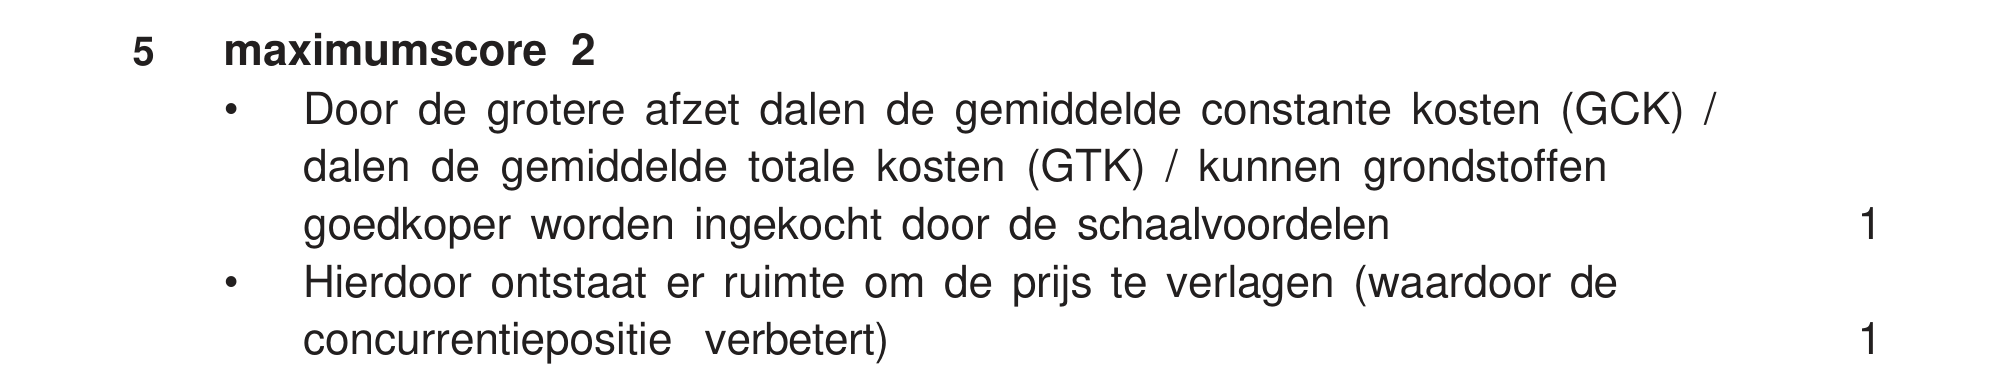 5 maximumscore 2
• Door de grotere afzet dalen de gemiddelde constante kosten (GCK) /
dalen de gemiddelde totale kosten (GTK) / kunnen grondstoffen
goedkoper worden ingekocht door de schaalvoordelen 1
• Hierdoor ontstaat er ruimte om de prijs te verlagen (waardoor de
concurrentiepositie verbetert) 1